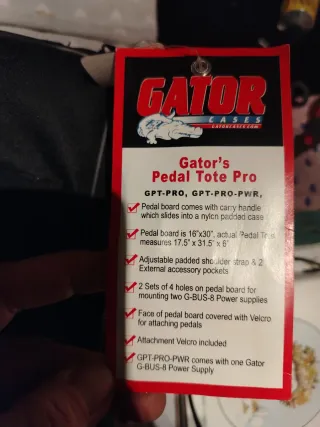 GATOR
CASES
GATORCASES.COM
Gator's
Pedal Tote Pro
GPT-PRO, GPT-PRO-PWR,
Pedal board comes with carry handle
which slides into a nylon padded case
Pedal board is 16"x30", actual Pedal Tote
measures 17.5" x 31.5" x 6"
Adjustable padded shoulder strap & 2
External accessory pockets
2 Sets of 4 holes on pedal board for
mounting two G-BUS-8 Power supplies
Face of pedal board covered with Velcro
for attaching pedals
Attachment Velcro included
GPT-PRO-PWR comes with one Gator
G-BUS-8 Power Supply